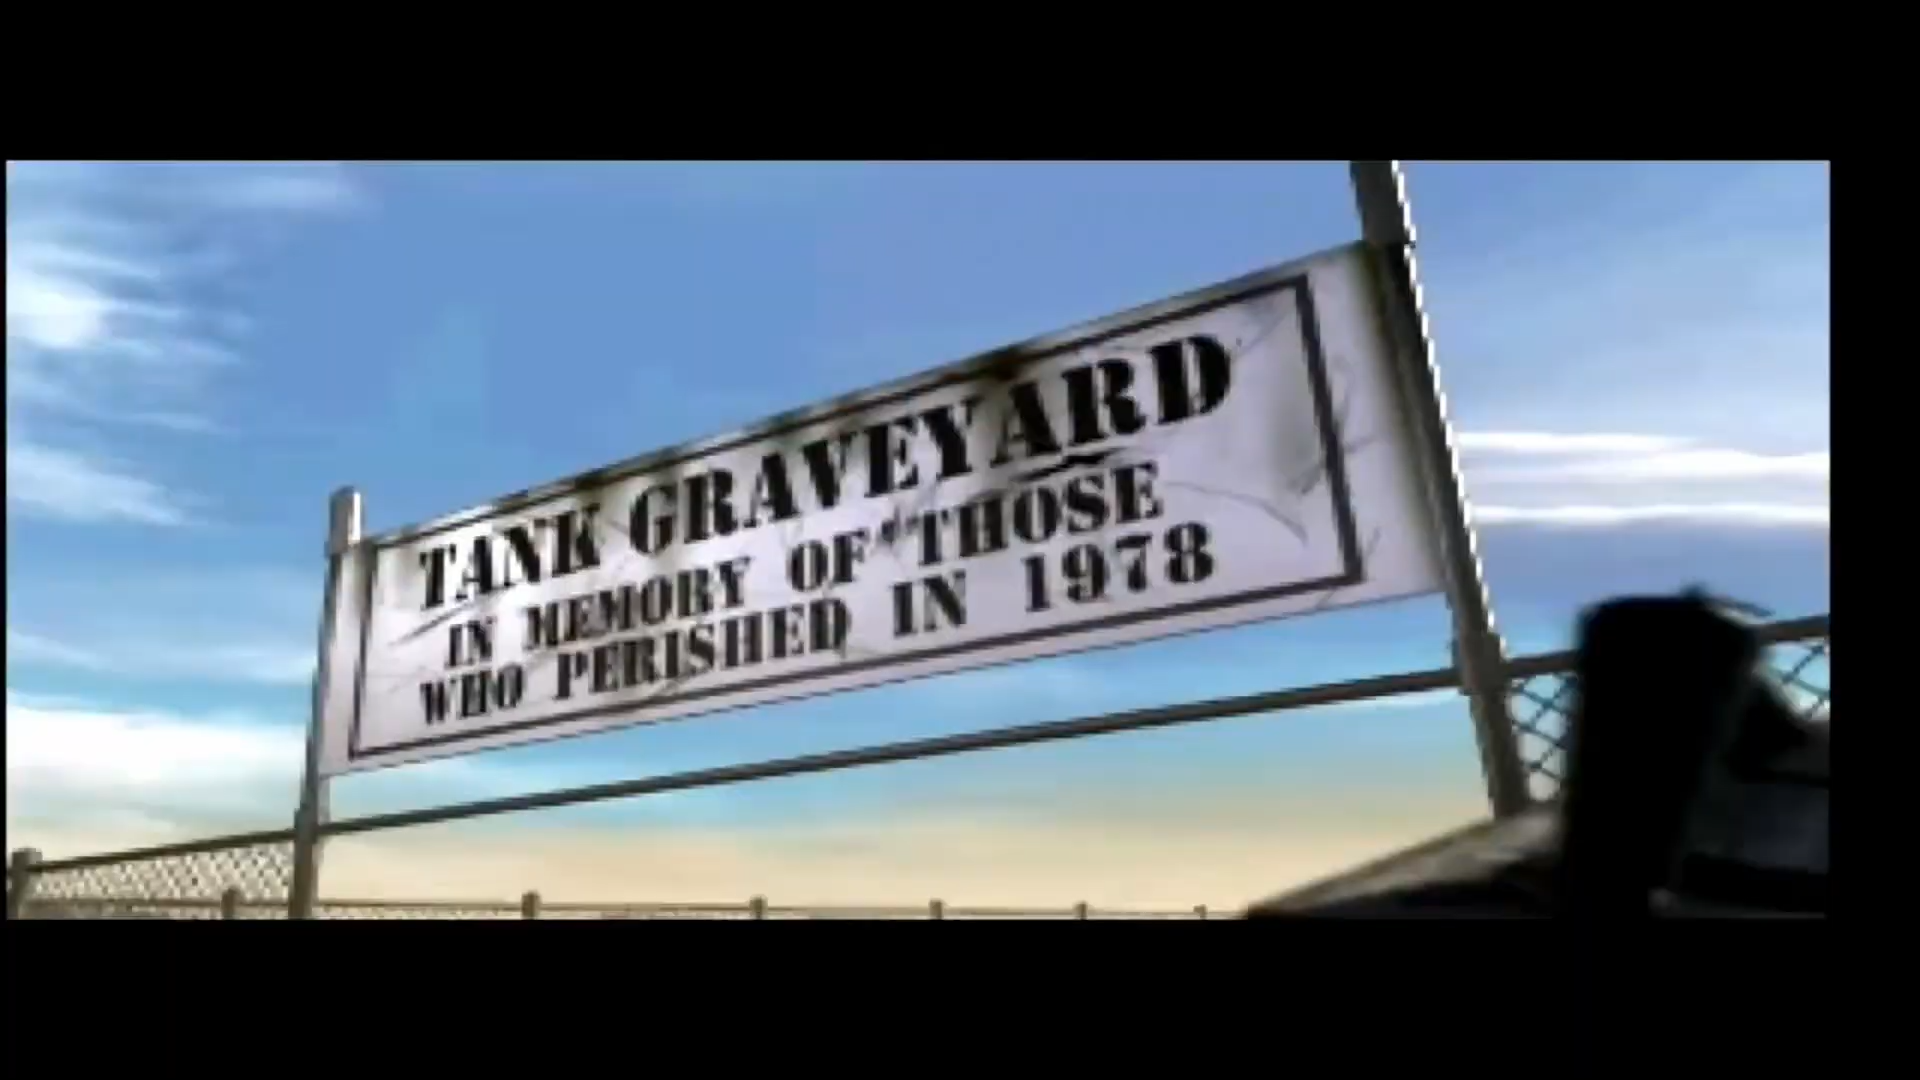 TANK GRAVEYARD
IN MEMORY OF THOSE
WHO PERISHED IN 1978